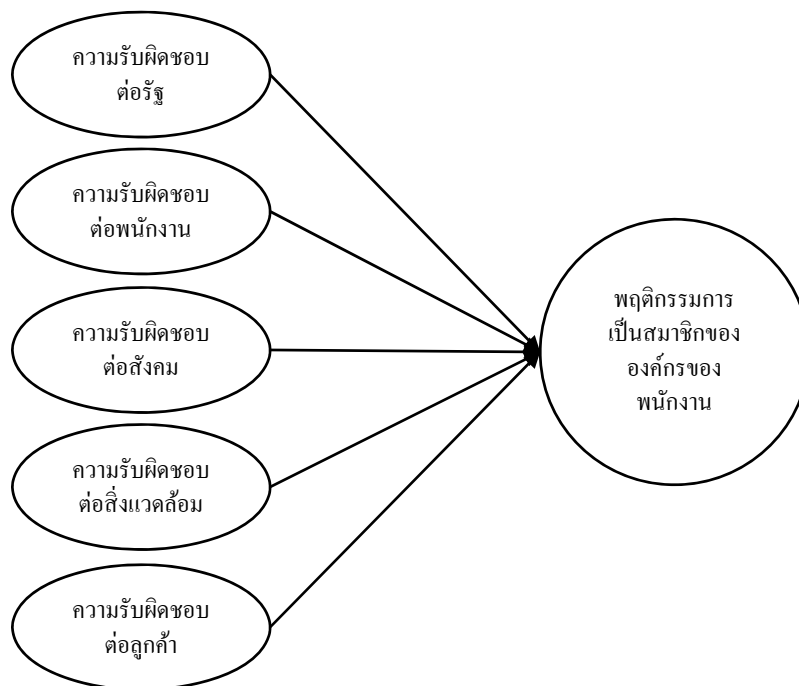 ความรับผิดชอบ
ต่อรัฐ
ความรับผิดชอบ
ต่อพนักงาน
ความรับผิดชอบ
ต่อสังคม
ความรับผิดชอบ
ต่อสิ่งแวดล้อม
ความรับผิดชอบ
ต่อลูกค้า
พฤติกรรมการ
เป็นสมาชิกของ
องค์กรของ
พนักงาน